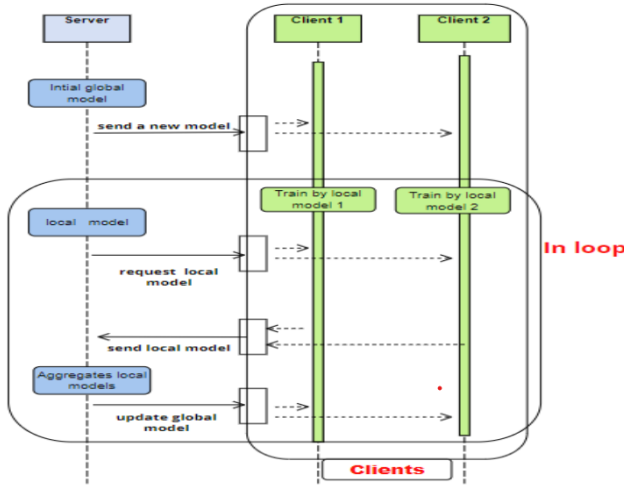 Server
Client 1
Client 2
Intial global
model
send a new model
Train by local
model 1
Train by local
model 2
local model
In loop
request local
model
send local model
Aggregates local
models
update global
model
Clients